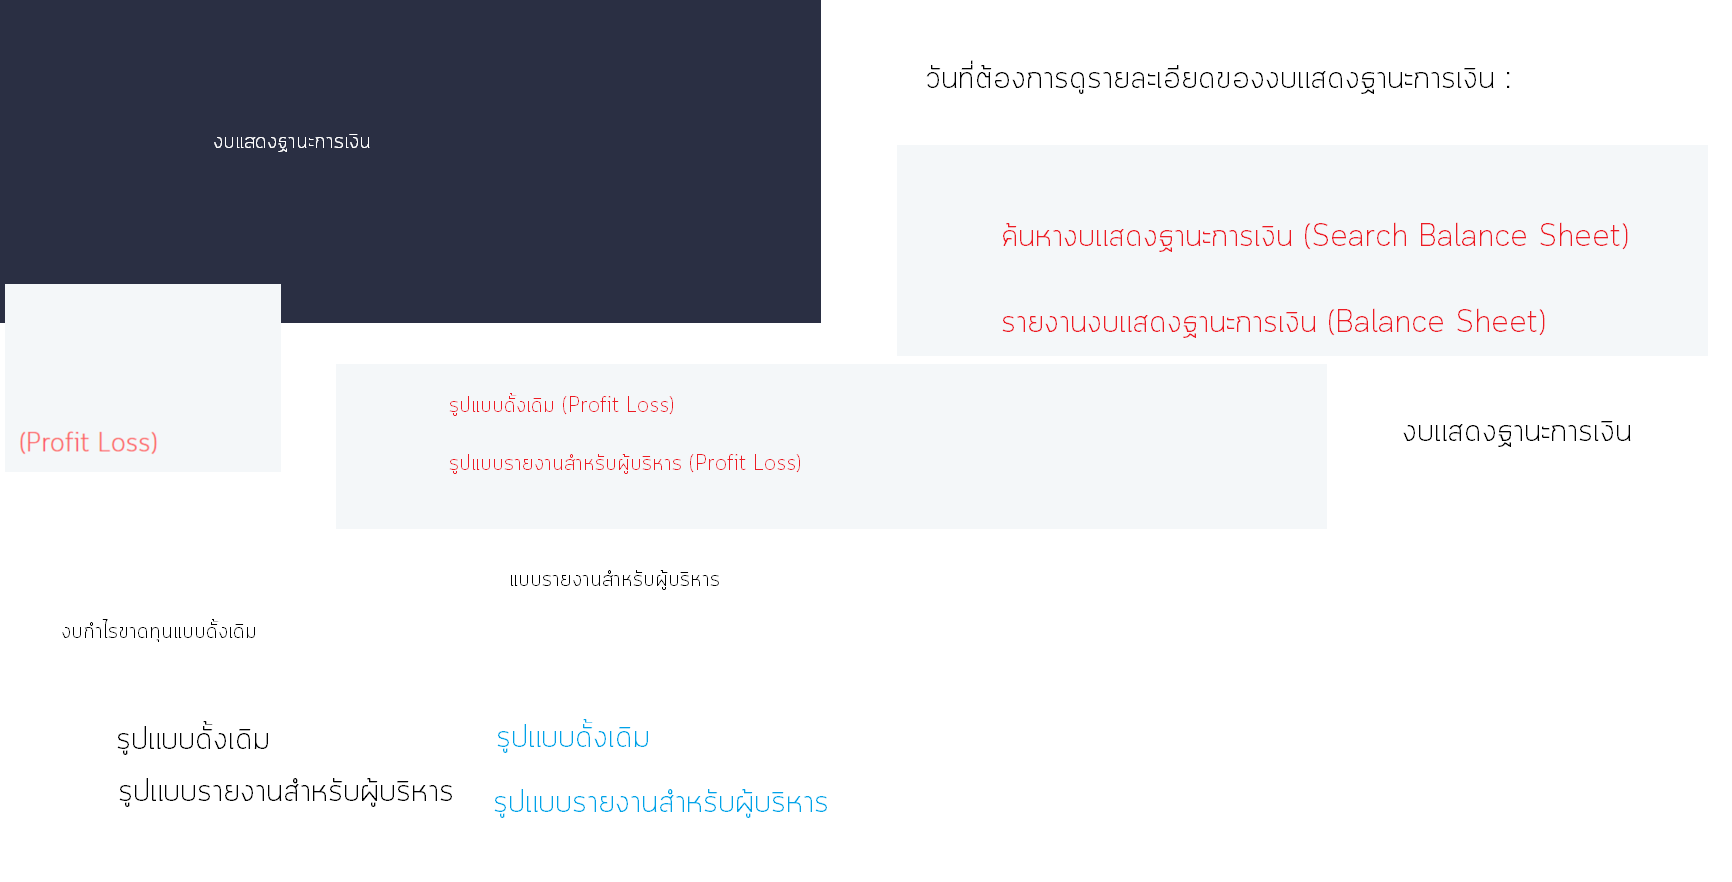 งบแสดงฐานะการเงิน
วันที่ต้องการดูรายละเอียดของงบแสดงฐานะการเงิน :
ค้นหางบแสดงฐานะการเงิน (Search Balance Sheet)
รายงานงบแสดงฐานะการเงิน (Balance Sheet)
(Profit Loss)
รูปแบบดั้งเดิม (Profit Loss)
รูปแบบรายงานสำหรับผู้บริหาร (Profit Loss)
งบแสดงฐานะการเงิน
แบบรายงานสำหรับผู้บริหาร
งบกำไรขาดทุนแบบดั้งเดิม
รูปแบบดั้งเดิม
รูปแบบรายงานสำหรับผู้บริหาร
รูปแบบดั้งเดิม
รูปแบบรายงานสำหรับผู้บริหาร